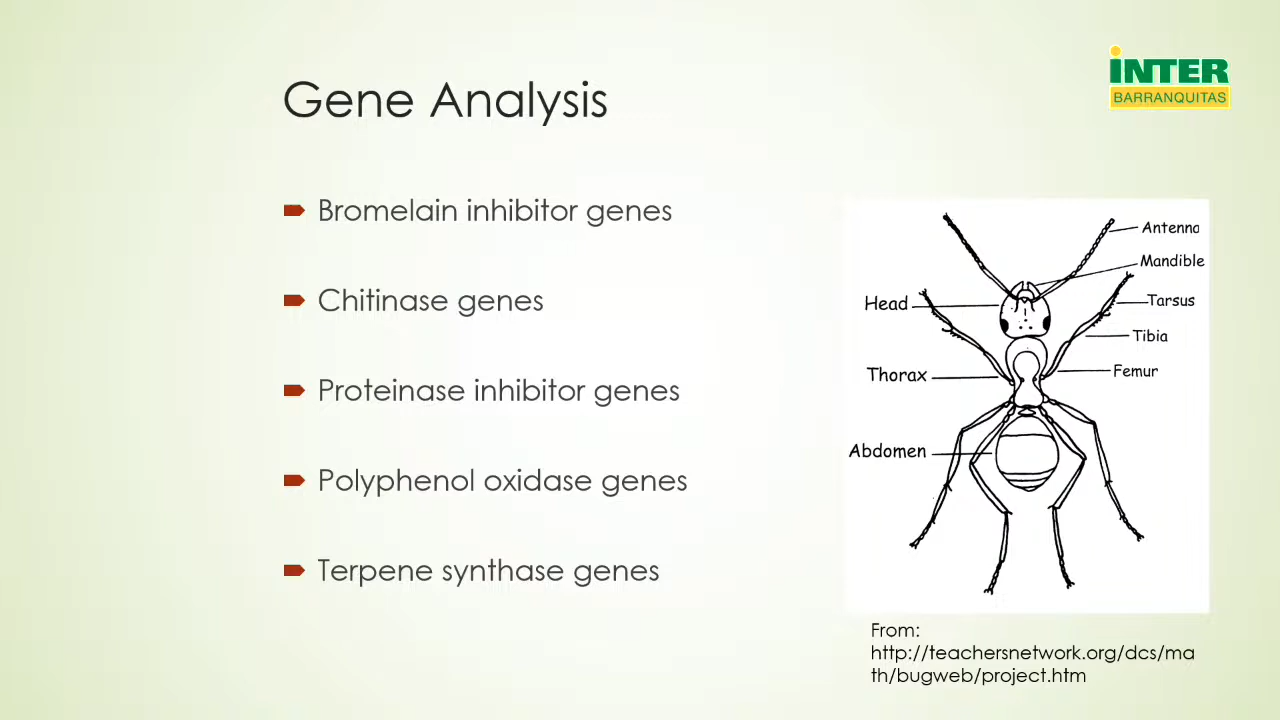 Gene Analysis
INTER
BARRANQUITAS
Bromelain inhibitor genes
Chitinase genes
Proteinase inhibitor genes
Polyphenol oxidase genes
Terpene synthase genes
Antenna
Mandible
Head
Tarsus
Tibia
Thorax
Femur
Abdomen
From:
http://teachersnetwork.org/dcs/ma
th/bugweb/project.htm